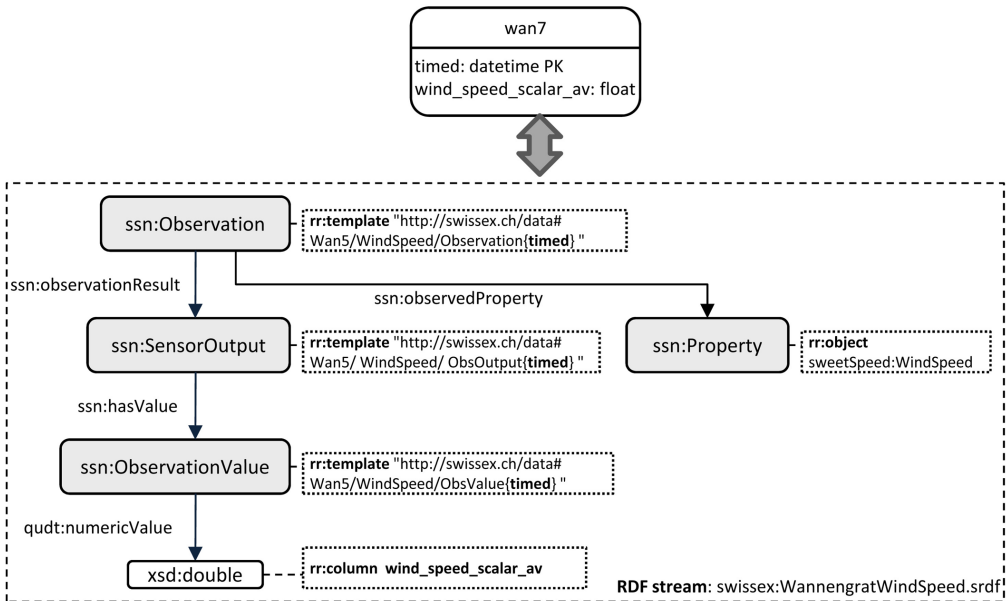 wan7
timed: datetime PK
wind_speed_scalar_av: float
ssn:Observation
rr:template "http://swissex.ch/data#
Wan5/WindSpeed/Observation{timed} "
ssn:observationResult
ssn:observedProperty
ssn:SensorOutput
rr:template "http://swissex.ch/data#
Wan5/ WindSpeed/ ObsOutput{timed} "
ssn:Property
rr:object
sweetSpeed:WindSpeed
ssn:hasValue
ssn:ObservationValue
rr:template "http://swissex.ch/data#
Wan5/WindSpeed/ObsValue{timed} "
qudt:numericValue
xsd:double
rr:column wind_speed_scalar_av
RDF stream: swissex:WannengratWindSpeed.srdf